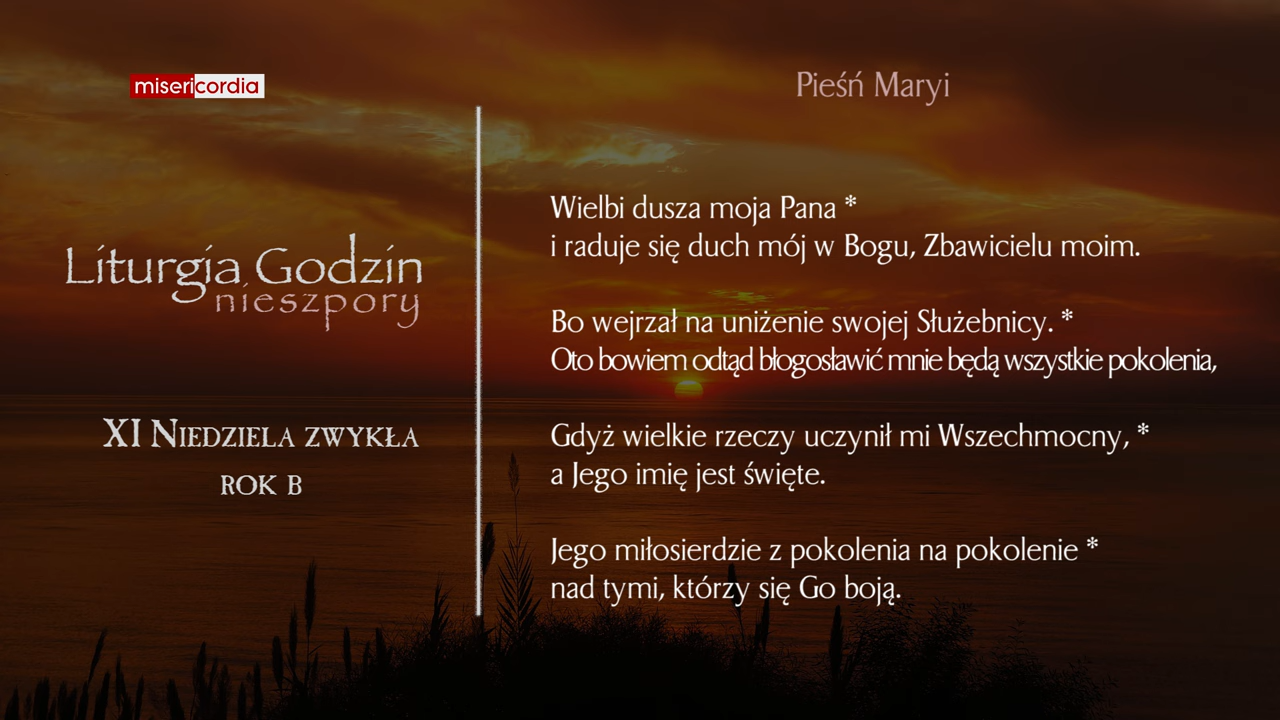 misericordia
Liturgia Godzin
nieszpory
XI Niedziela zwykła
rok B
Pieśń Maryi
Wielbi dusza moja Pana *
i raduje się duch mój w Bogu, Zbawicielu moim.
Bo wejrzał na uniżenie swojej Służebnicy. *
Oto bowiem odtąd błogosławić mnie będą wszystkie pokolenia,
Gdyż wielkie rzeczy uczynił mi Wszechmocny, *
a Jego imię jest święte.
Jego miłosierdzie z pokolenia na pokolenie *
nad tymi, którzy się Go boją.